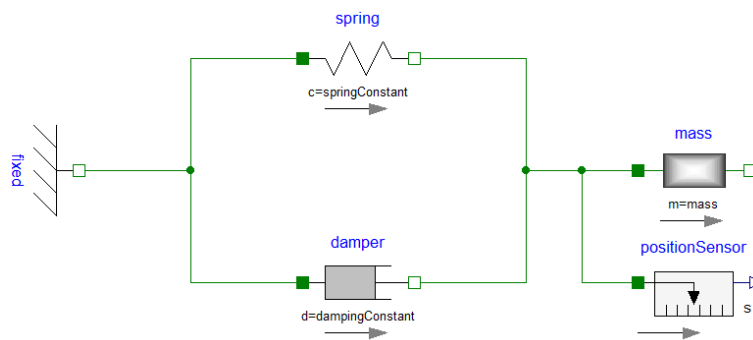 spring
c=springConstant
fixed
mass
m=mass
damper
d=dampingConstant
positionSensor
s